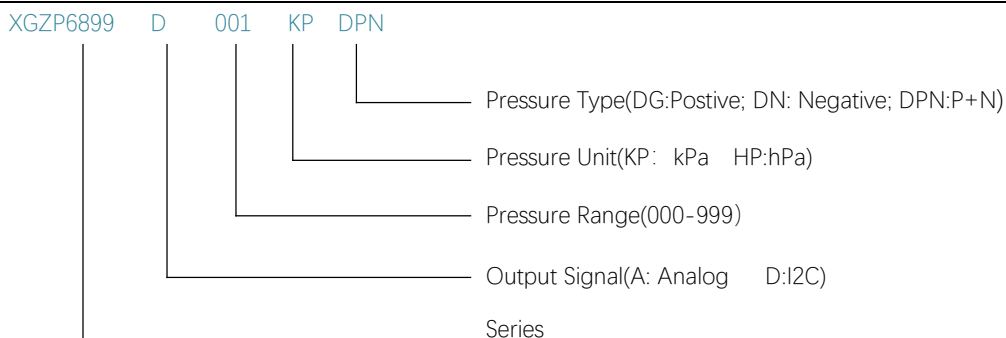 XGZP6899 D 001 KP DPN
Pressure Type(DG:Postive; DN: Negative; DPN:P+N)
Pressure Unit(KP： kPa HP:hPa)
Pressure Range(000-999）
Output Signal(A: Analog D:I2C)
Series